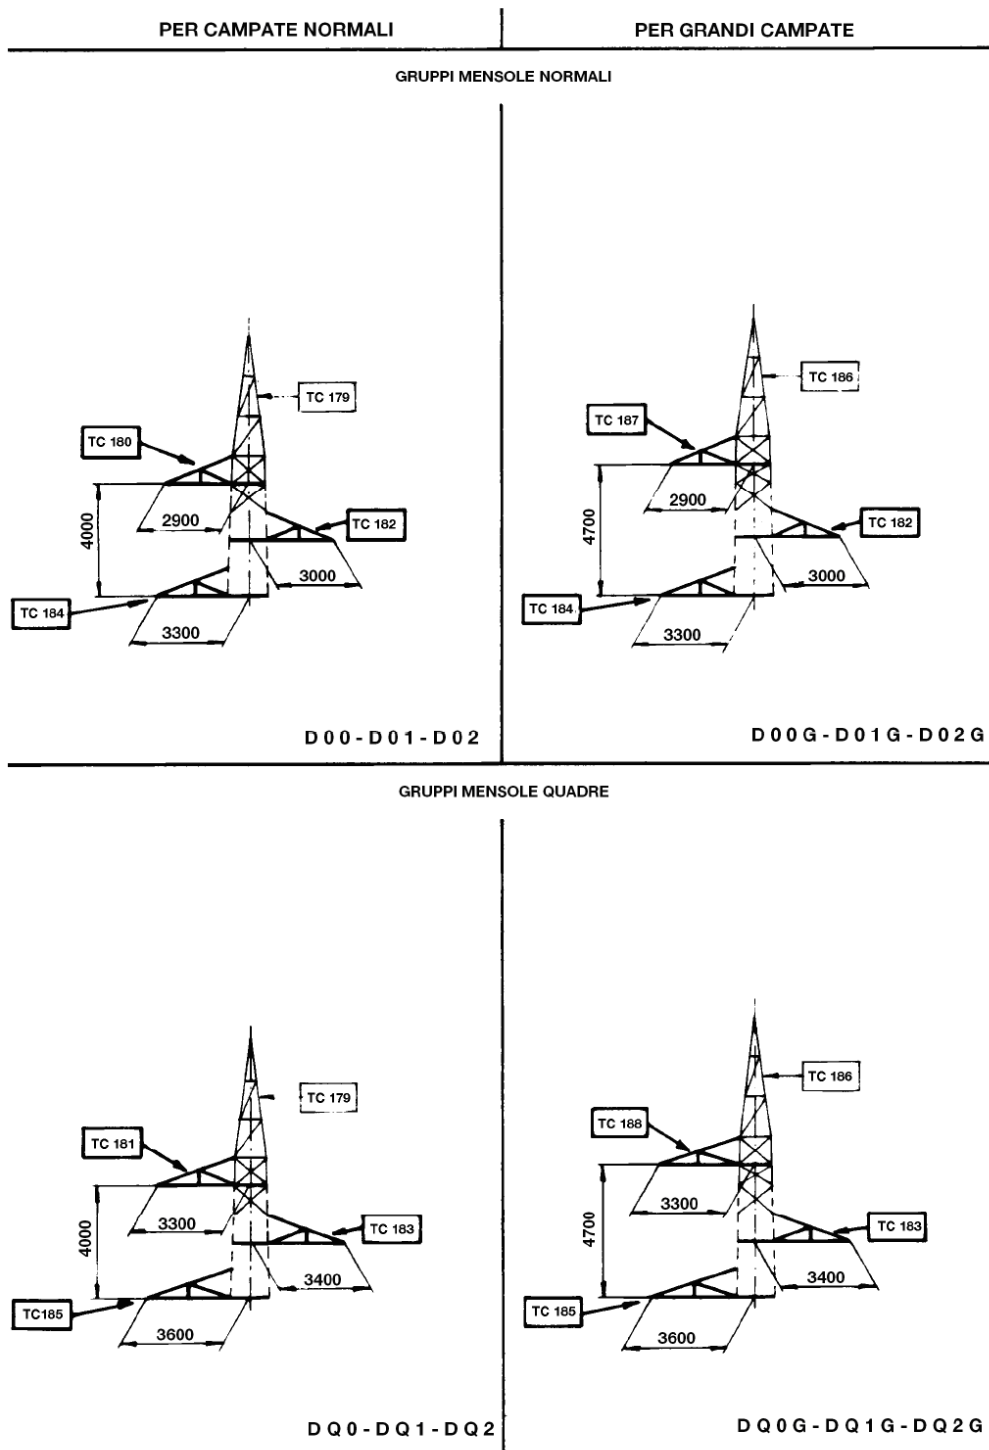 PER CAMPATE NORMALI
PER GRANDI CAMPATE
GRUPPI MENSOLE NORMALI
TC 179
TC 180
2900
TC 182
4000
3000
TC 184
3300
D00-D01-D02
TC 186
TC 187
2900
TC 182
4700
3000
TC 184
3300
D00G-D01G-D02G
GRUPPI MENSOLE QUADRE
TC 179
TC 181
3300
TC 183
4000
3400
TC185
3600
DQ0-DQ1-DQ2
TC 186
TC 188
3300
TC 183
4700
3400
TC 185
3600
DQ0G-DQ1G-DQ2G